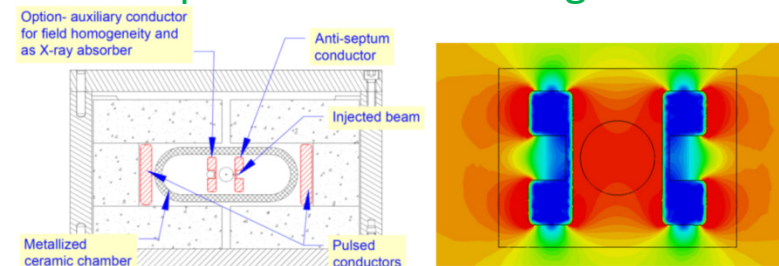 Option- auxiliary conductor
for field homogeneity and
as X-ray absorber
Anti-septum
conductor
Injected beam
Metallized
ceramic chamber
Pulsed
conductors